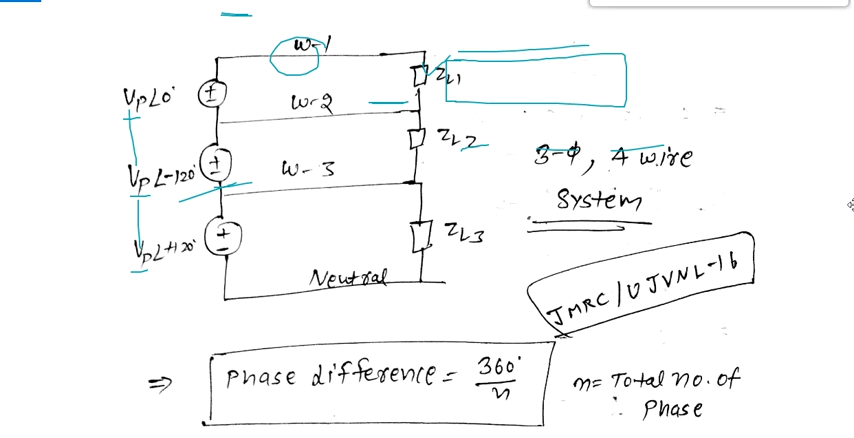 W-1
ZL1
Vp∠0°
W-2
ZL2
3-ϕ, 4 wire
Vp∠-120°
W-3
System
Vp∠+120°
ZL3
Neutral
JMRC/UJVNL-16
⇒ Phase difference = 360°/n
n = Total no. of
Phase